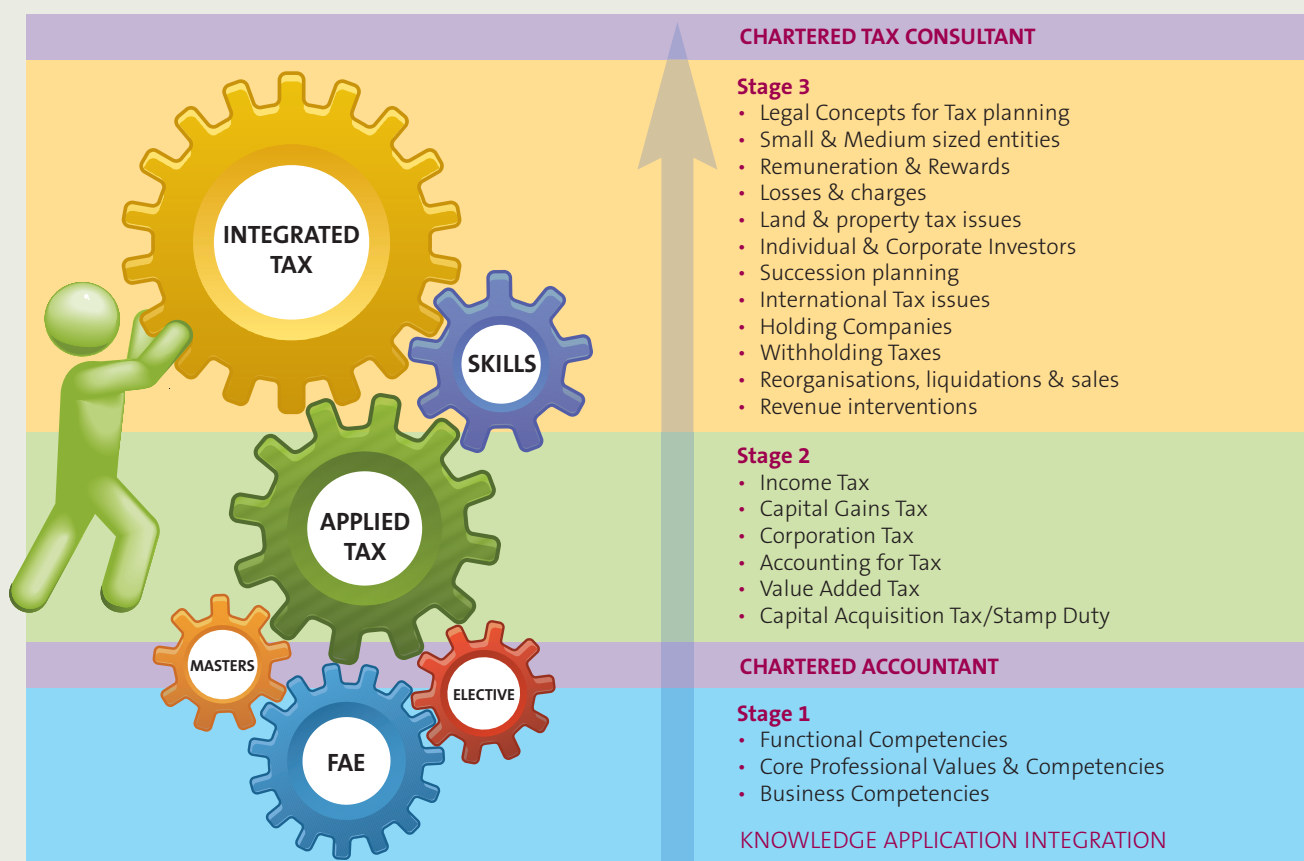 CHARTERED TAX CONSULTANT
Stage 3
• Legal Concepts for Tax planning
• Small & Medium sized entities
• Remuneration & Rewards
• Losses & charges
• Land & property tax issues
• Individual & Corporate Investors
• Succession planning
• International Tax issues
• Holding Companies
• Withholding Taxes
• Reorganisations, liquidations & sales
• Revenue interventions
INTEGRATED
TAX
SKILLS
Stage 2
• Income Tax
• Capital Gains Tax
• Corporation Tax
• Accounting for Tax
• Value Added Tax
• Capital Acquisition Tax/Stamp Duty
APPLIED
TAX
MASTERS
ELECTIVE
FAE
CHARTERED ACCOUNTANT
Stage 1
• Functional Competencies
• Core Professional Values & Competencies
• Business Competencies
KNOWLEDGE APPLICATION INTEGRATION